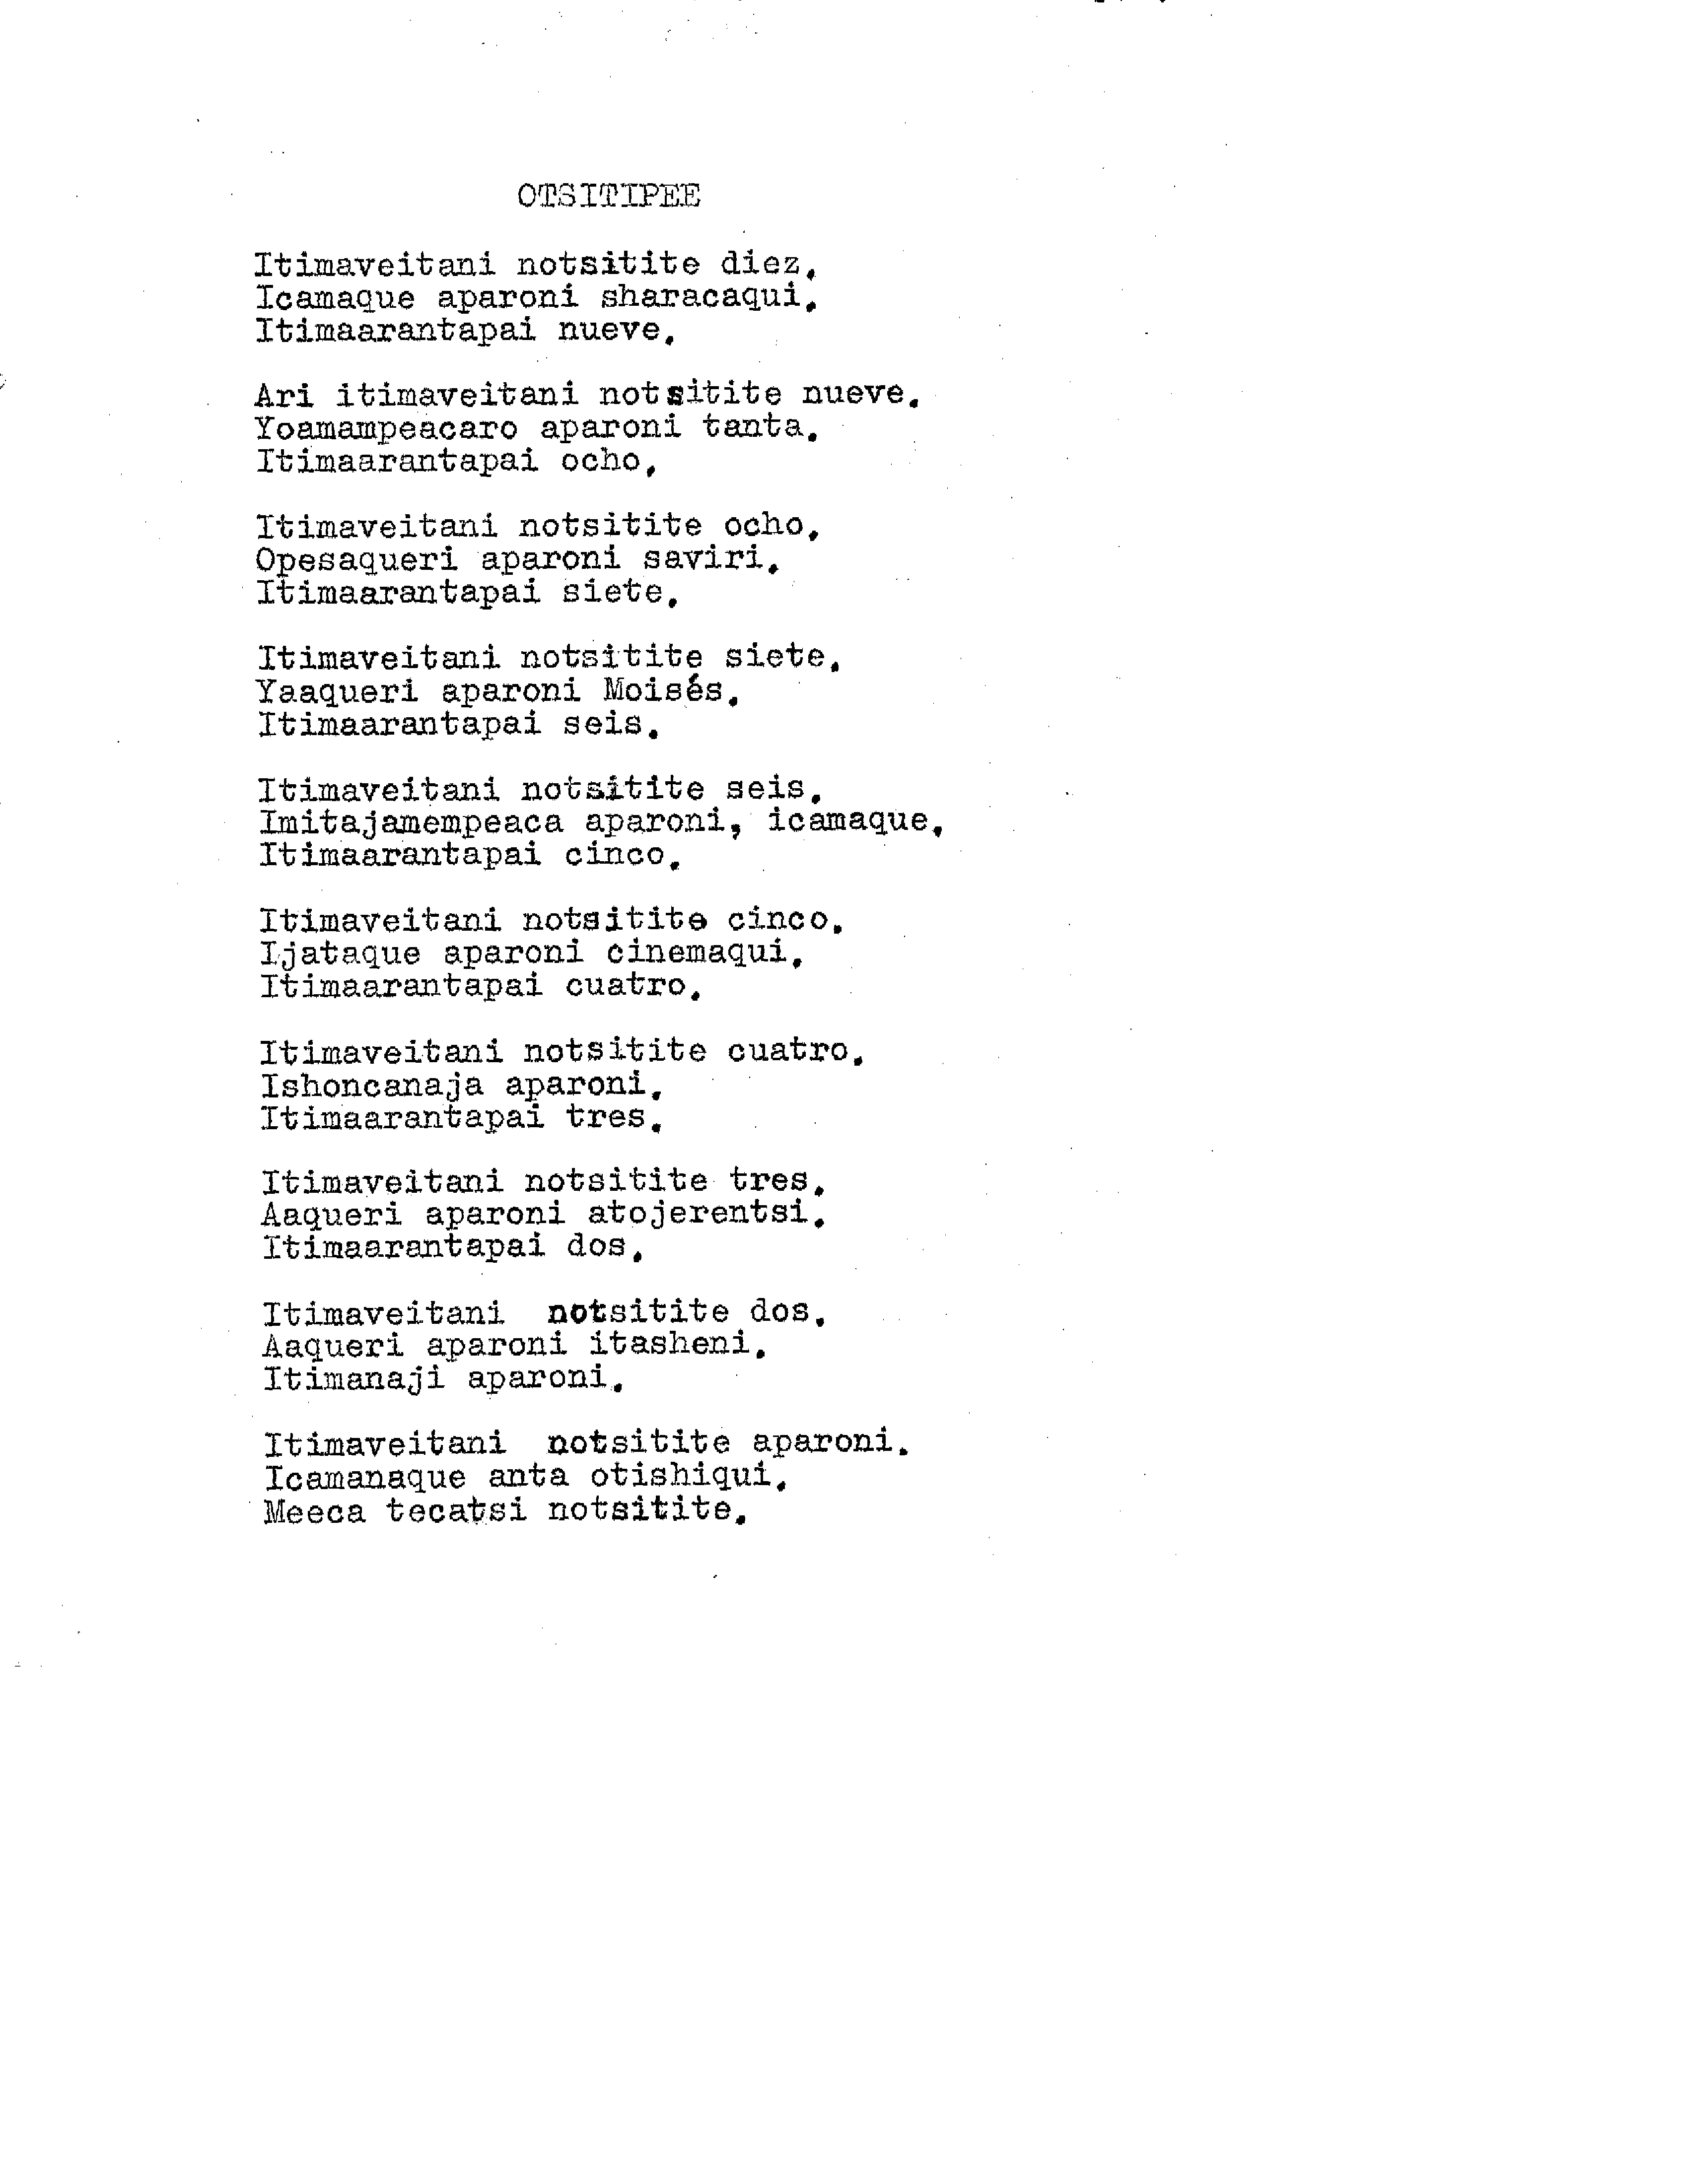 OTSITIPEE
Itimaveitani notsitite diez.
Icamaque aparoni sharacaqui.
Itimaarantapai nueve.
Ari itimaveitani notsitite nueve.
Yoamampeacaro aparoni tanta.
Itimaarantapai ocho.
Itimaveitani notsitite ocho.
Opesaqueri aparoni saviri.
Itimaarantapai siete.
Itimaveitani notsitite siete.
Yaaqueri aparoni Moisés.
Itimaarantapai seis.
Itimaveitani notsitite seis.
Imitajamempeaca aparoni, icamaque.
Itimaarantapai cinco.
Itimaveitani notsitite cinco.
Ijataque aparoni cinemaqui.
Itimaarantapai cuatro.
Itimaveitani notsitite cuatro.
Ishoncanaja aparoni.
Itimaarantapai tres.
Itimaveitani notsitite tres.
Aaqueri aparoni atojerentsi.
Itimaarantapai dos.
Itimaveitani notsitite dos.
Aaqueri aparoni itasheni.
Itimanaji aparoni.
Itimaveitani notsitite aparoni.
Icamanaque anta otishiqui.
Meeca tecatsi notsitite.